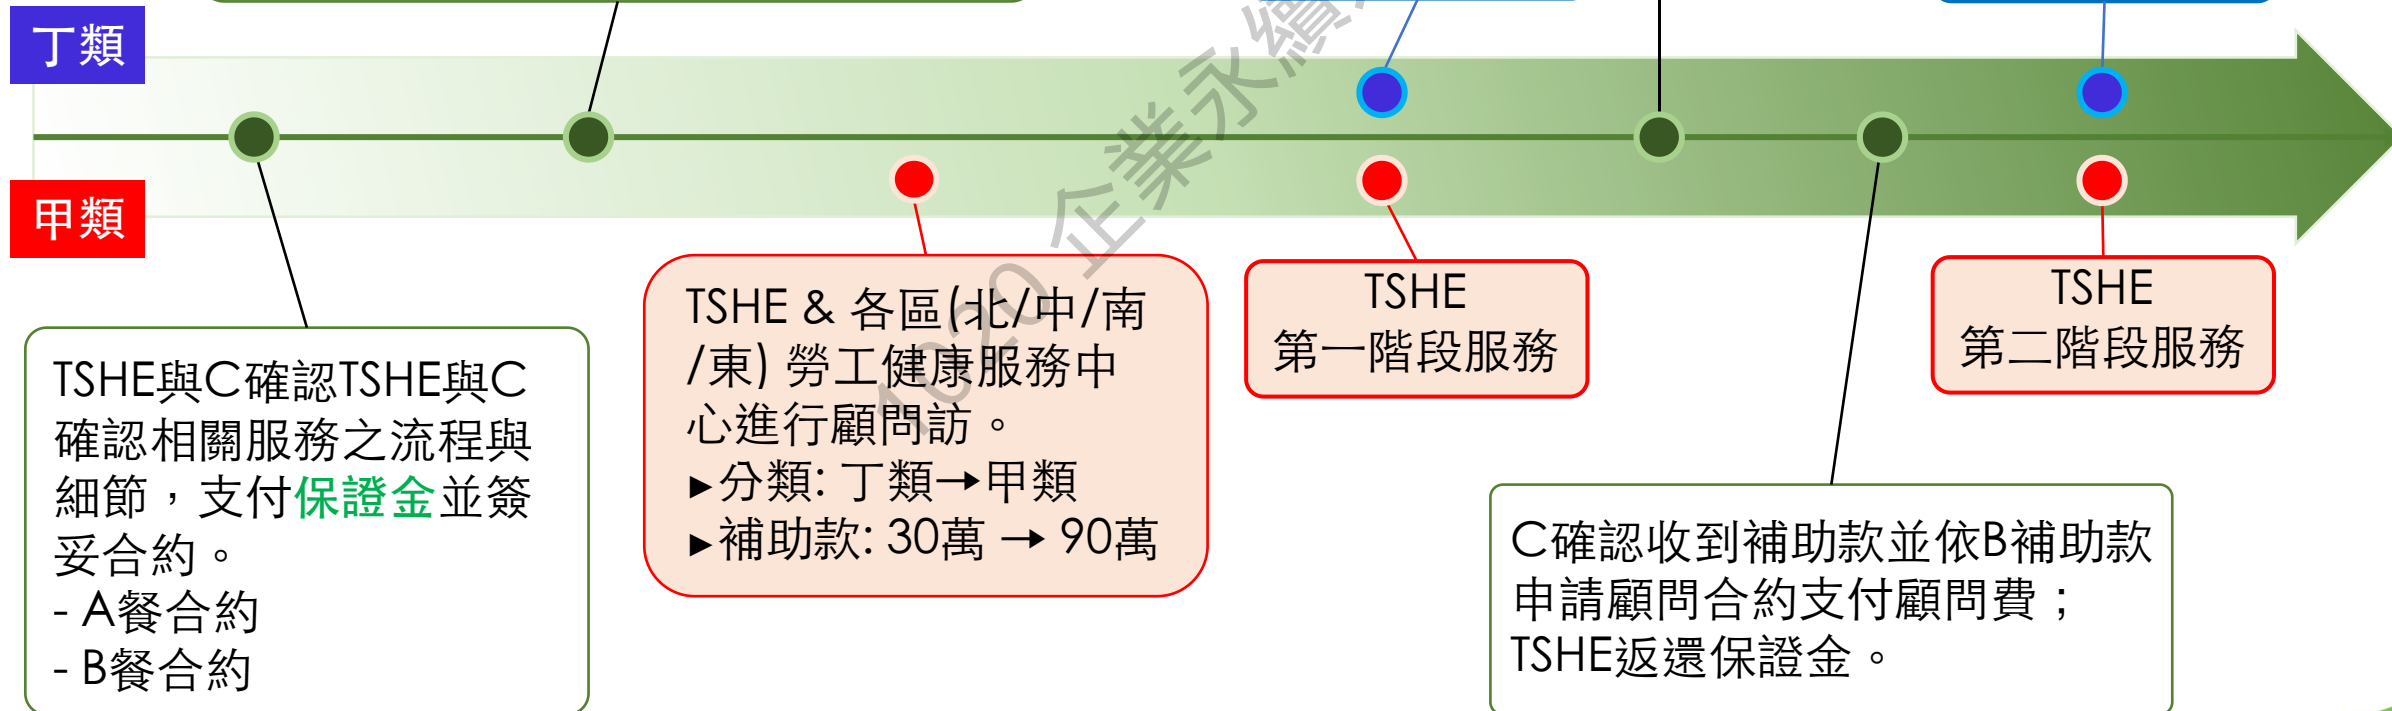 丁類
甲類
TSHE與C確認TSHE與C
確認相關服務之流程與
細節，支付保證金並簽
妥合約。
- A餐合約
- B餐合約
TSHE & 各區(北/中/南
/東) 勞工健康服務中
心進行顧問訪。
▸分類: 丁類→甲類
▸補助款: 30萬 → 90萬
TSHE
第一階段服務
C確認收到補助款並依B補助款
申請顧問合約支付顧問費；
TSHE返還保證金。
TSHE
第二階段服務
1020 企業永續